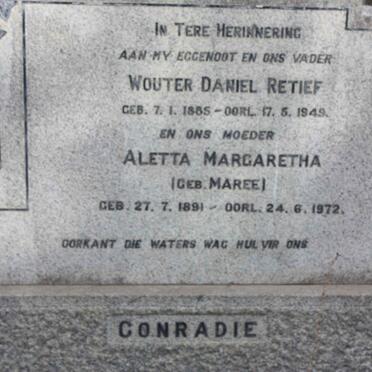 IN TERE HERINNERING
AAN MY EGGENOOT EN ONS VADER
WOUTER DANIEL RETIEF
GEB. 7. 1. 1885 – OORL. 17. 5. 1949.
EN ONS MOEDER
ALETTA MARGARETHA
(GEB. MAREE)
GEB. 27. 7. 1891 – OORL. 24. 6. 1972.
OORKANT DIE WATERS WAG HUL VIR ONS
CONRADIE